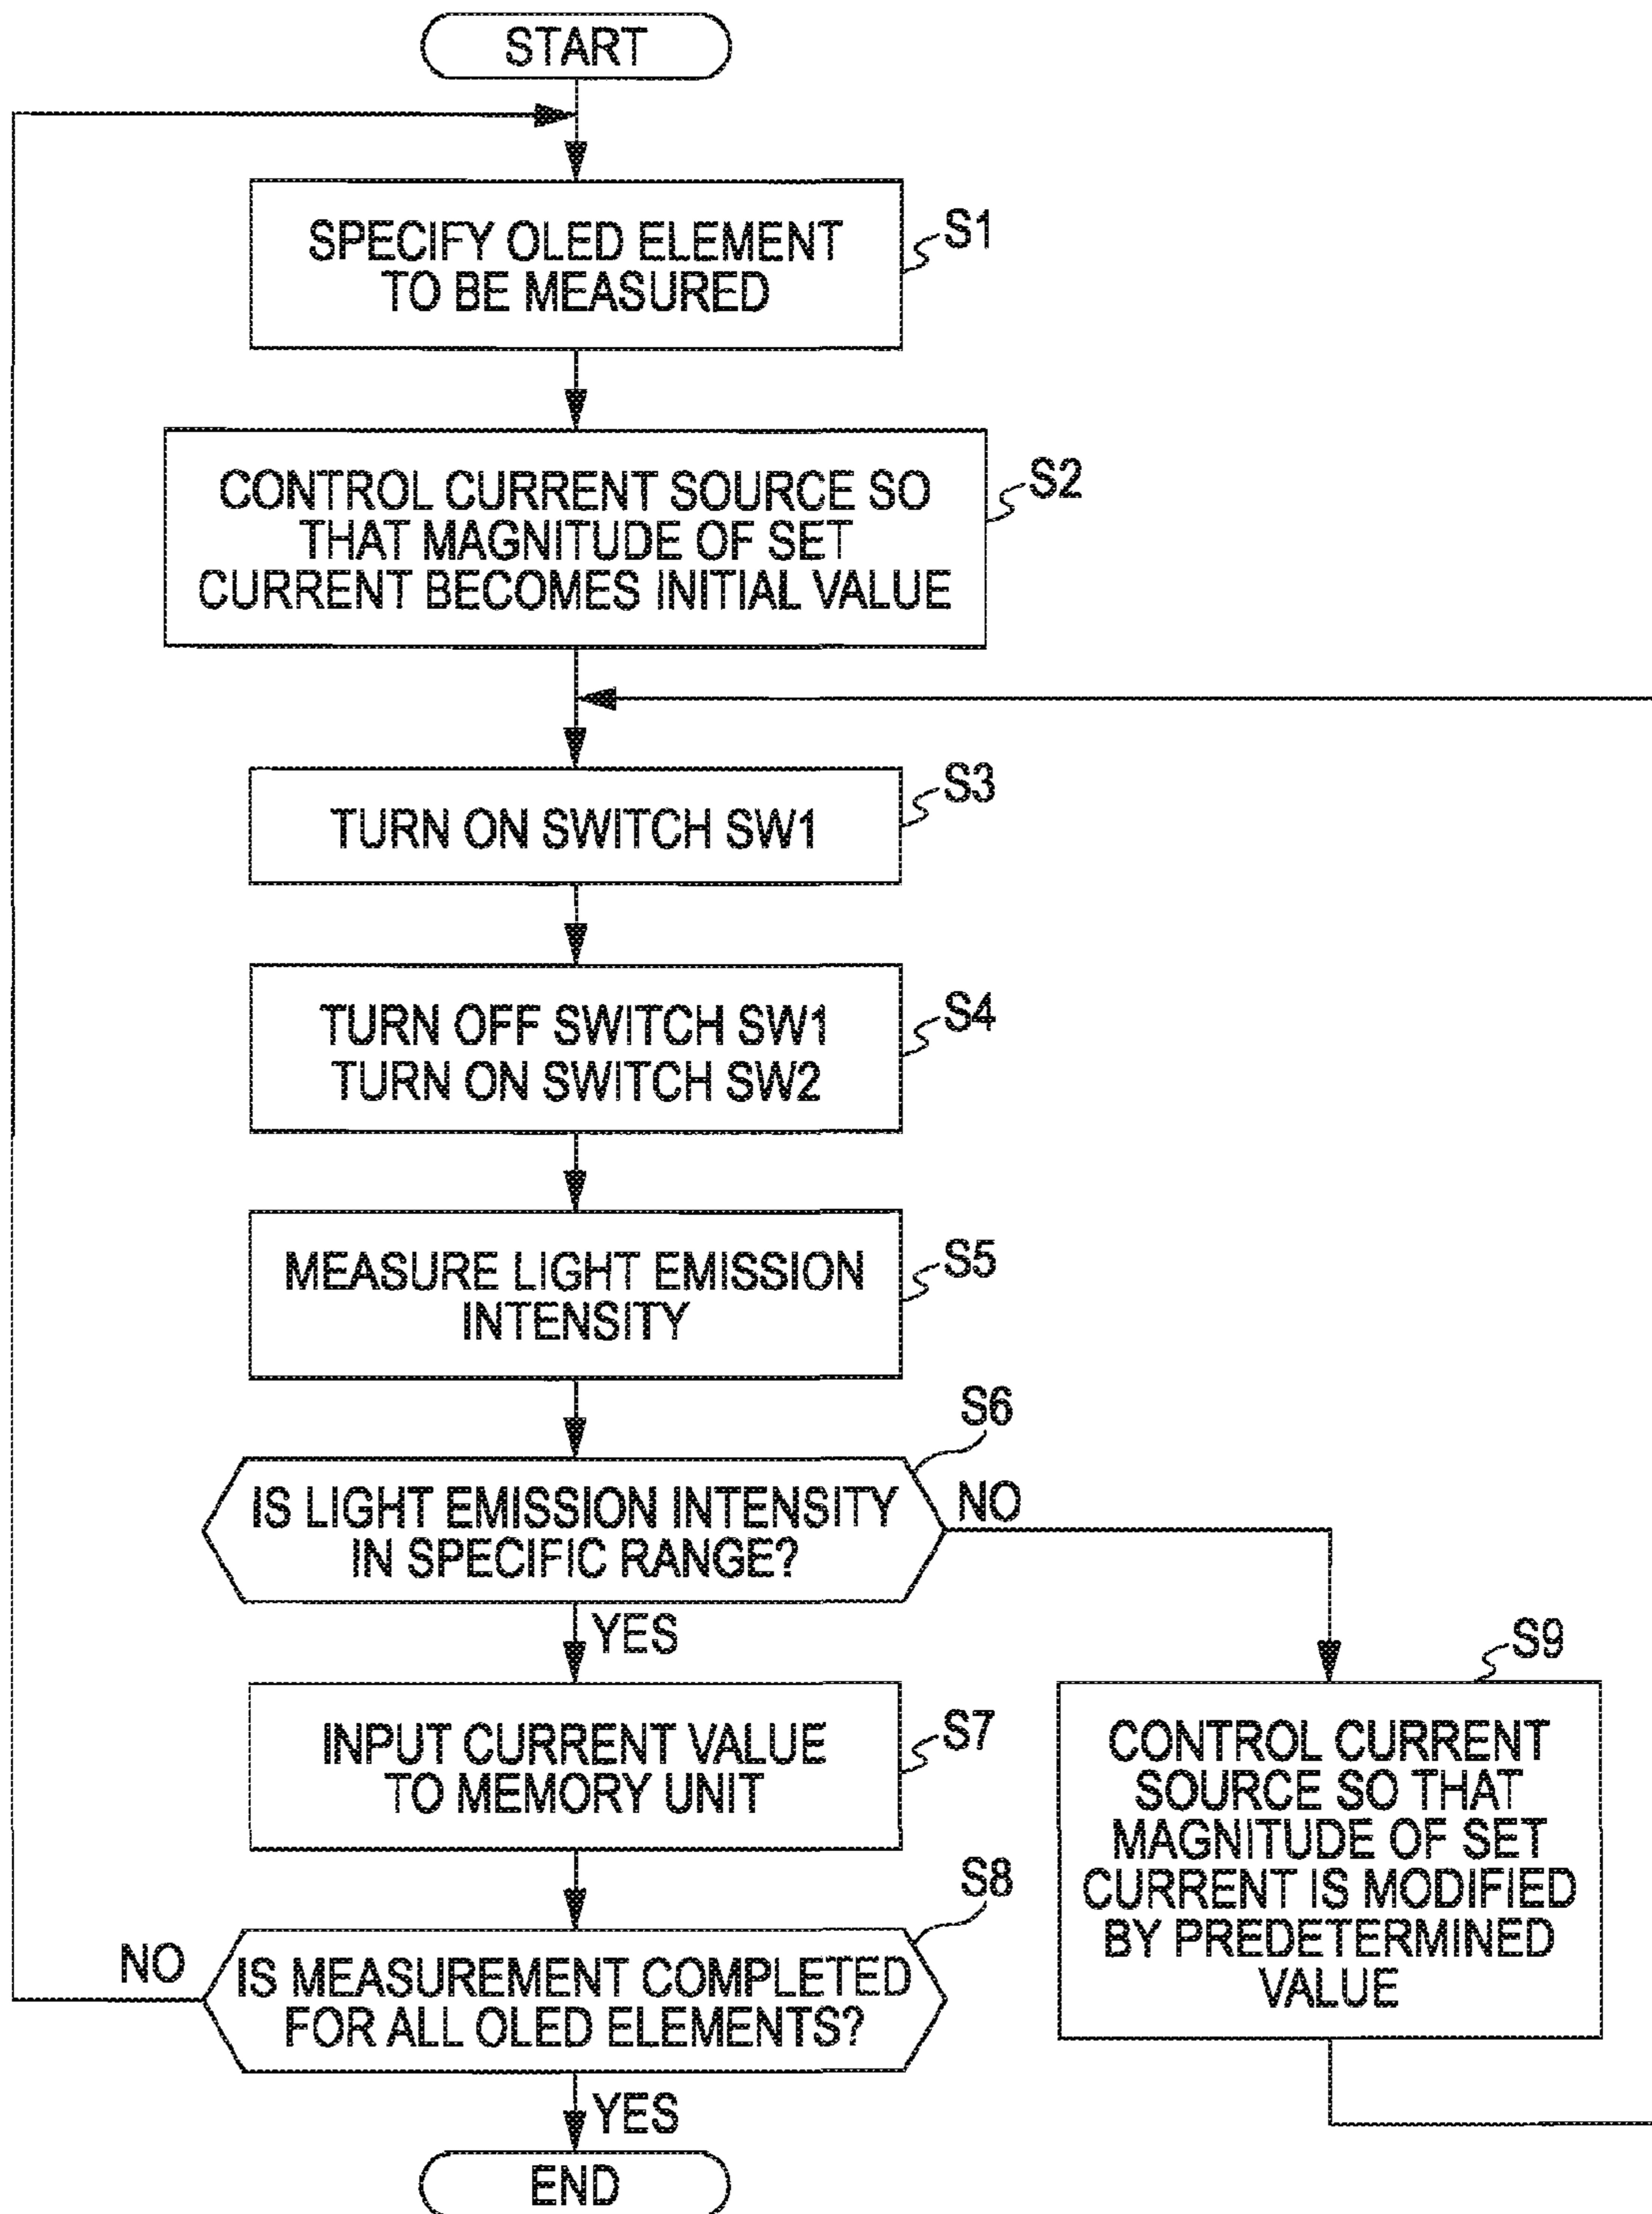 START
SPECIFY OLED ELEMENT
TO BE MEASURED
S1
CONTROL CURRENT SOURCE SO
THAT MAGNITUDE OF SET
CURRENT BECOMES INITIAL VALUE
S2
TURN ON SWITCH SW1
S3
TURN OFF SWITCH SW1
TURN ON SWITCH SW2
S4
MEASURE LIGHT EMISSION
INTENSITY
S5
IS LIGHT EMISSION INTENSITY
IN SPECIFIC RANGE?
S6
NO
YES
INPUT CURRENT VALUE
TO MEMORY UNIT
S7
CONTROL CURRENT
SOURCE SO THAT
MAGNITUDE OF SET
CURRENT IS MODIFIED
BY PREDETERMINED
VALUE
S9
IS MEASUREMENT COMPLETED
FOR ALL OLED ELEMENTS?
S8
NO
YES
END